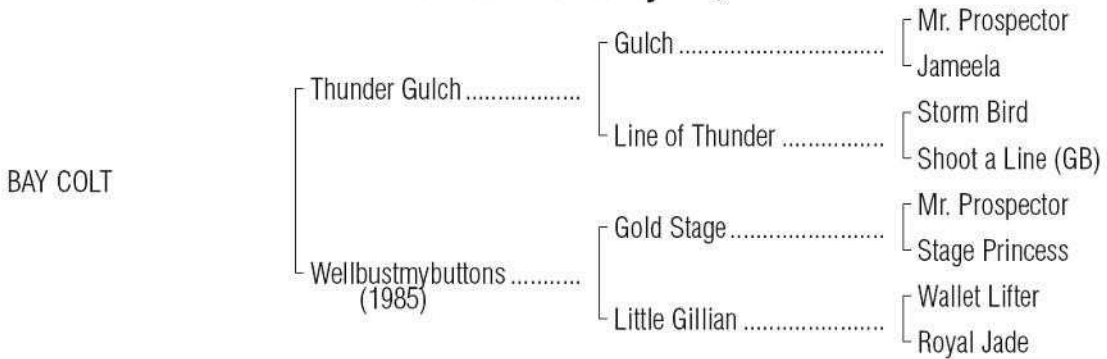 Mr. Prospector
Gulch ................................
Jameela
Thunder Gulch ..................
Storm Bird
Line of Thunder ................
Shoot a Line (GB)
BAY COLT
Mr. Prospector
Gold Stage ........................
Stage Princess
Wellbustmybuttons ...........
(1985)
Wallet Lifter
Little Gillian ......................
Royal Jade